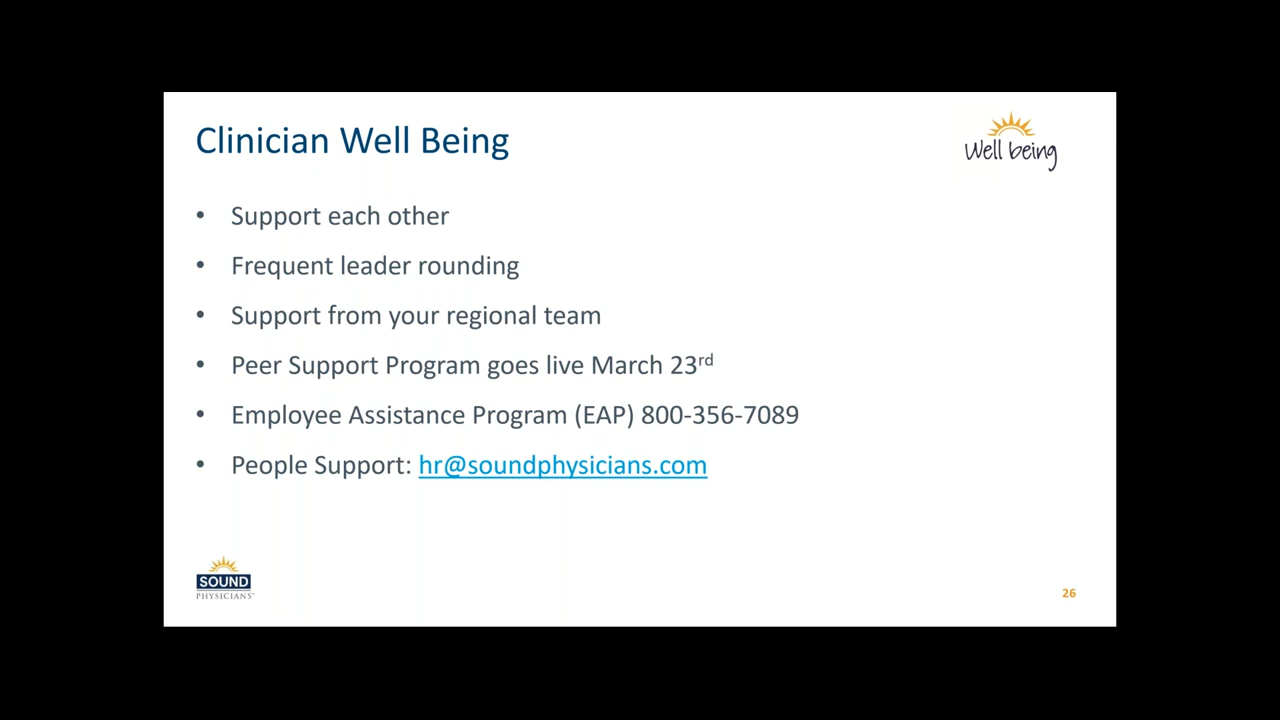 Clinician Well Being
Well being
• Support each other
• Frequent leader rounding
• Support from your regional team
• Peer Support Program goes live March 23rd
• Employee Assistance Program (EAP) 800-356-7089
• People Support: hr@soundphysicians.com
SOUND
PHYSICIANS®
26